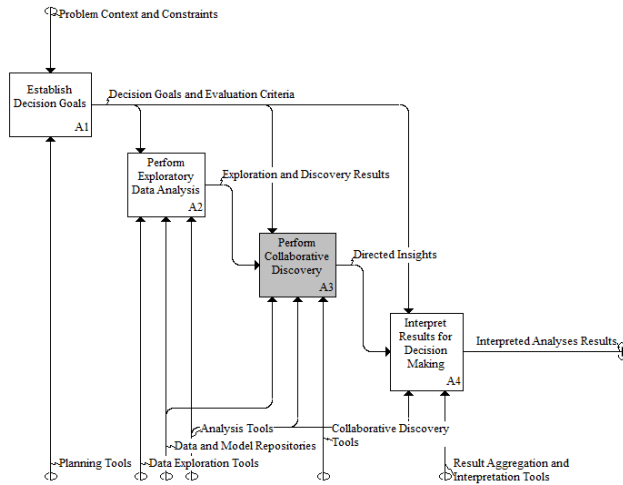 Problem Context and Constraints
Establish
Decision Goals
A1
Decision Goals and Evaluation Criteria
Perform
Exploratory
Data Analysis
A2
Exploration and Discovery Results
Perform
Collaborative
Discovery
A3
Directed Insights
Interpret
Results for
Decision
Making
A4
Interpreted Analyses Results
Analysis Tools
Collaborative Discovery
Tools
Data and Model Repositories
Planning Tools
Data Exploration Tools
Result Aggregation and
Interpretation Tools